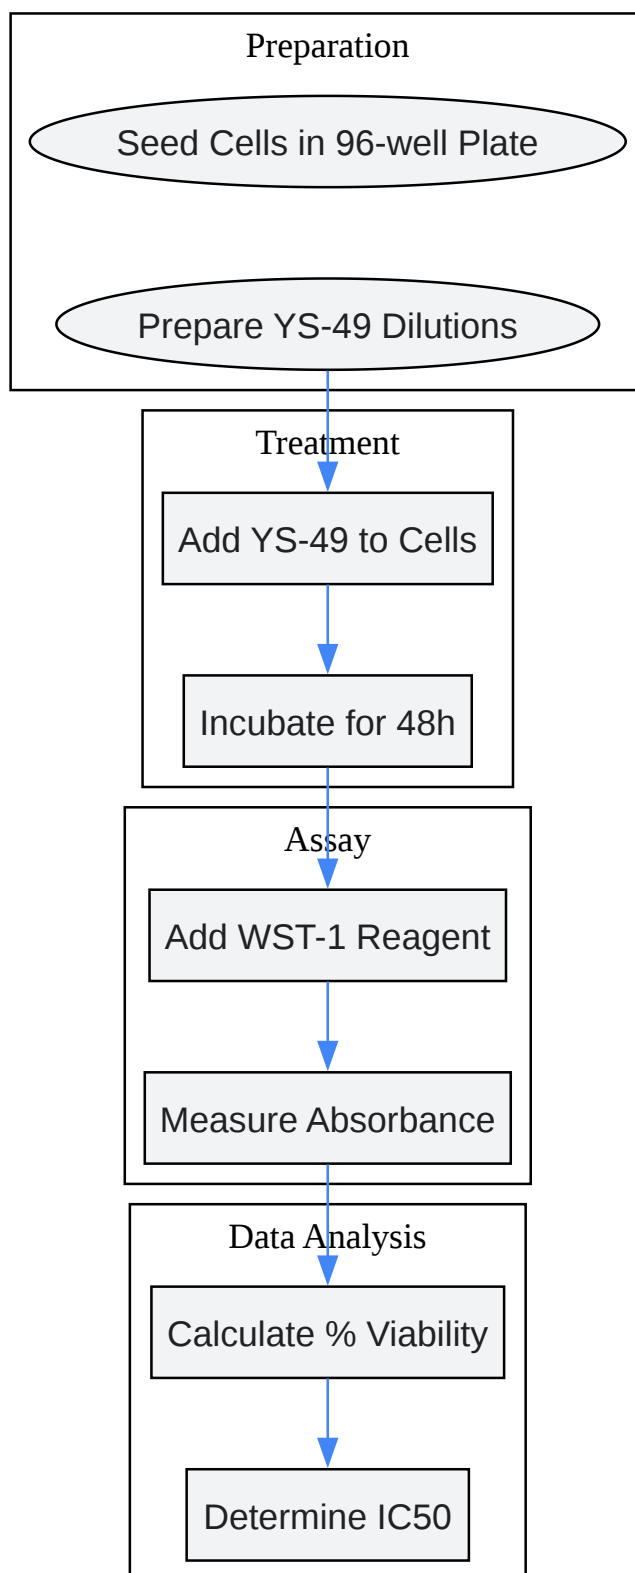 Preparation
Seed Cells in 96-well Plate
Prepare YS-49 Dilutions
Treatment
Add YS-49 to Cells
Incubate for 48h
Assay
Add WST-1 Reagent
Measure Absorbance
Data Analysis
Calculate % Viability
Determine IC50